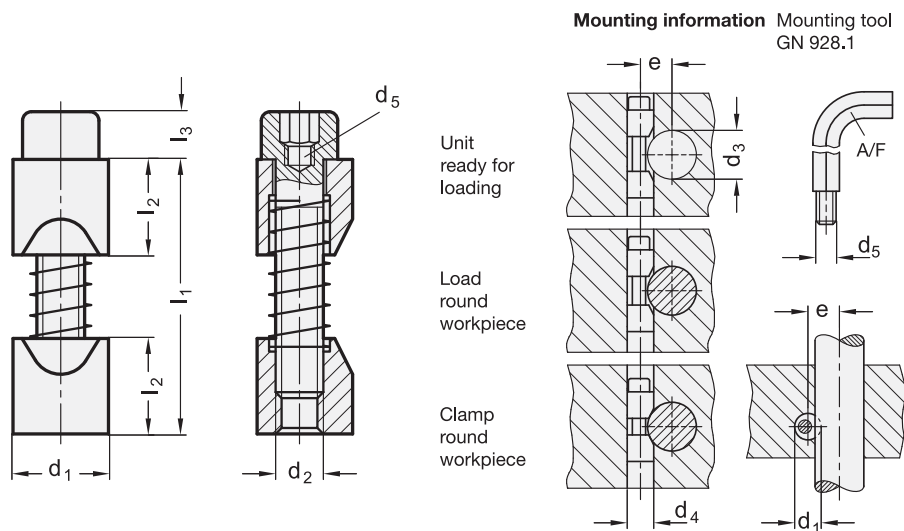 Mounting information
Mounting tool
GN 928.1
l3
l2
l1
l2
d1
d5
d2
Unit
ready for
loading
Load
round
workpiece
Clamp
round
workpiece
e
d3
d4
A/F
d5
e
d1